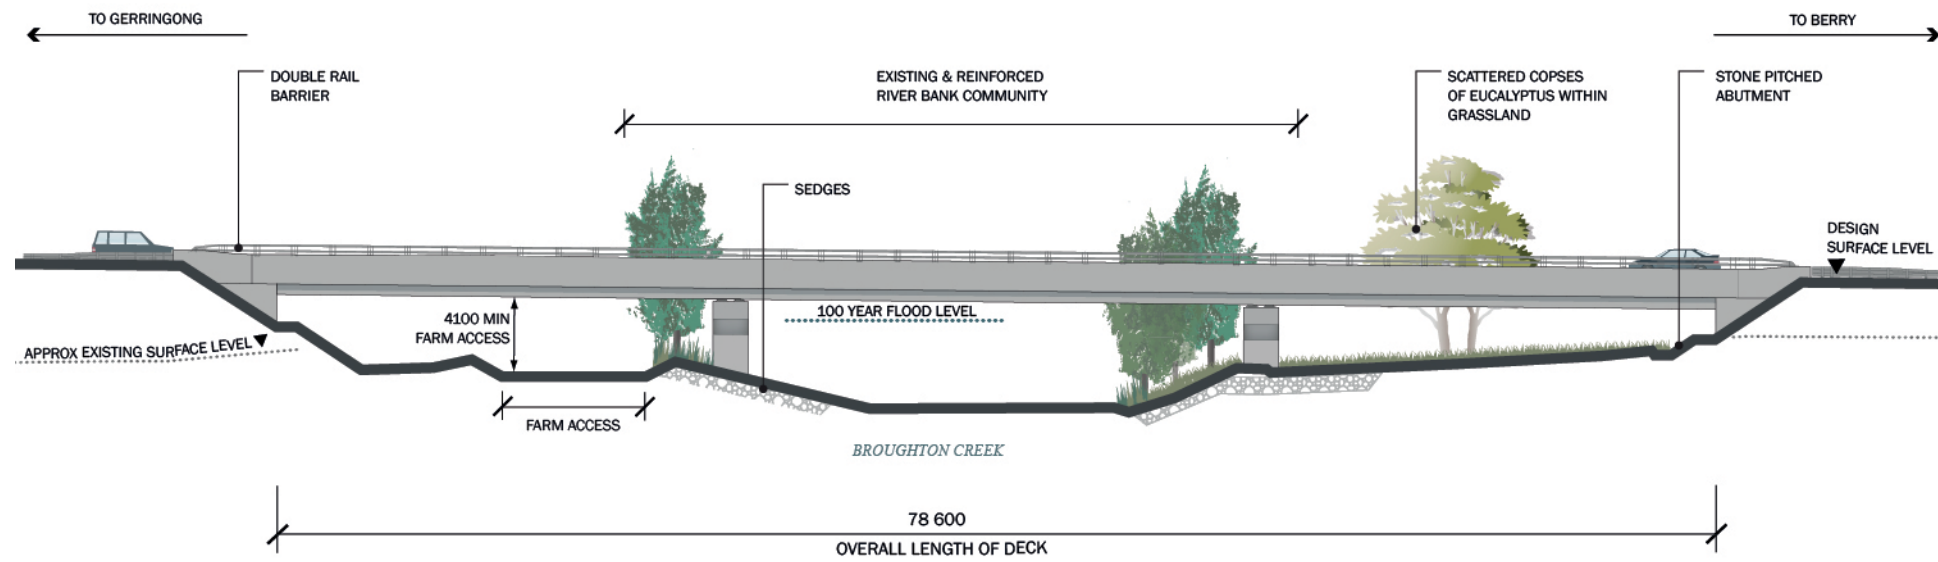 TO GERRINGONG
TO BERRY
DOUBLE RAIL
BARRIER
EXISTING & REINFORCED
RIVER BANK COMMUNITY
SCATTERED COPSES
OF EUCALYPTUS WITHIN
GRASSLAND
STONE PITCHED
ABUTMENT
SEDGES
DESIGN
SURFACE LEVEL
4100 MIN
FARM ACCESS
100 YEAR FLOOD LEVEL
APPROX EXISTING SURFACE LEVEL
FARM ACCESS
BROUGHTON CREEK
78 600
OVERALL LENGTH OF DECK